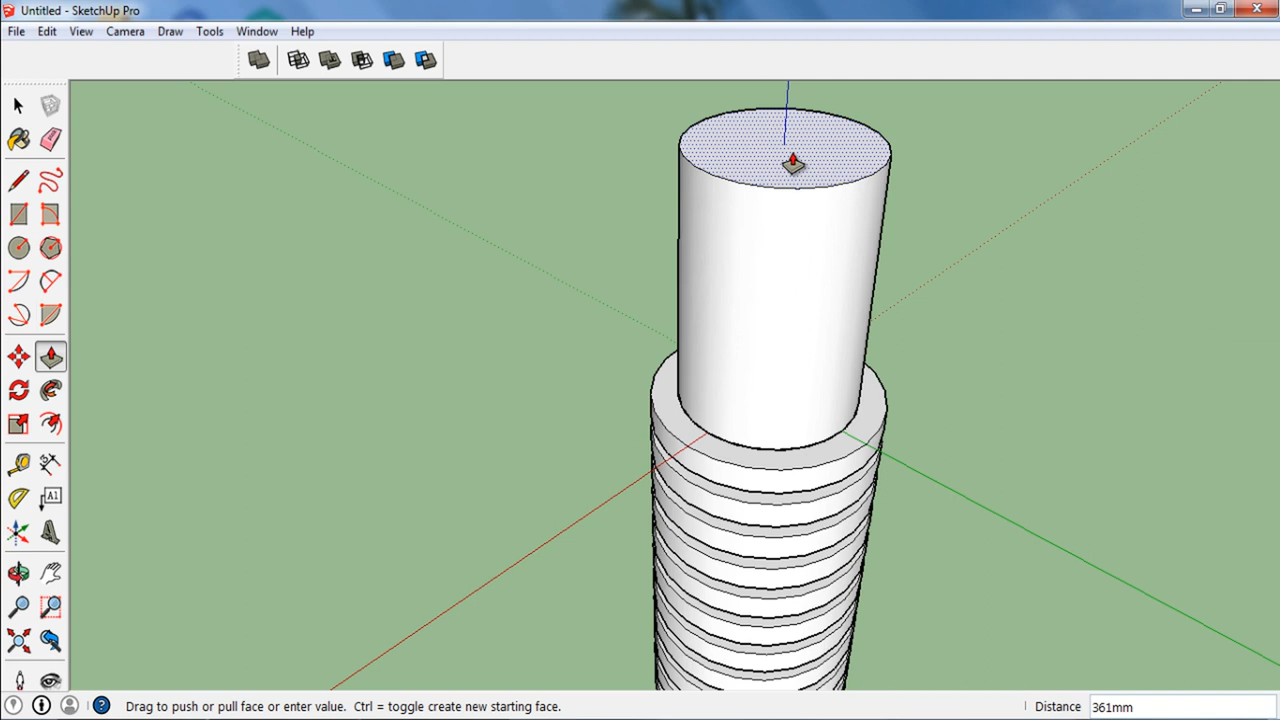 Untitled - SketchUp Pro
File Edit View Camera Draw Tools Window Help
A1
Drag to push or pull face or enter value. Ctrl = toggle create new starting face.
Distance 361mm